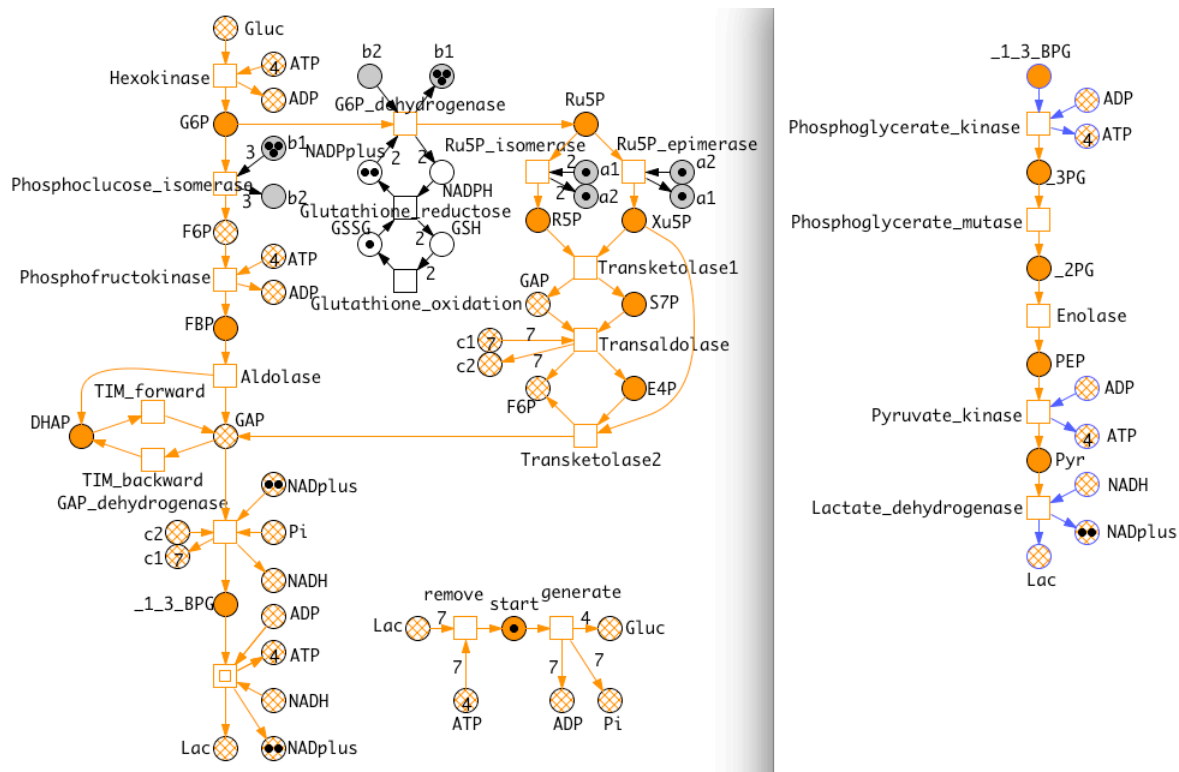 Gluc
ATP
4
Hexokinase
ADP
G6P
b2
b1
G6P_dehydrogenase
Ru5P
3
b1
Phosphoclucose_isomerase
3
b2
NADPplus
2
2
NADPH
Ru5P_isomerase
Ru5P_epimerase
2
a1
2
a2
a2
a1
Glutathione_reductose
F6P
GSSG
2
GSH
R5P
Xu5P
ATP
4
Phosphofructokinase
ADP
2
Glutathione_oxidation
Transketolase1
GAP
S7P
FBP
c1
7
7
Transaldolase
c2
7
Aldolase
TIM_forward
F6P
E4P
DHAP
GAP
TIM_backward
Transketolase2
GAP_dehydrogenase
NADplus
c2
Pi
c1
7
NADH
_1_3_BPG
ADP
ATP
4
NADH
Lac
NADplus
remove
start
generate
Lac
7
4
Gluc
7
7
7
4
ATP
ADP
Pi
_1_3_BPG
ADP
Phosphoglycerate_kinase
4
ATP
_3PG
Phosphoglycerate_mutase
_2PG
Enolase
PEP
ADP
Pyruvate_kinase
4
ATP
Pyr
NADH
Lactate_dehydrogenase
NADplus
Lac